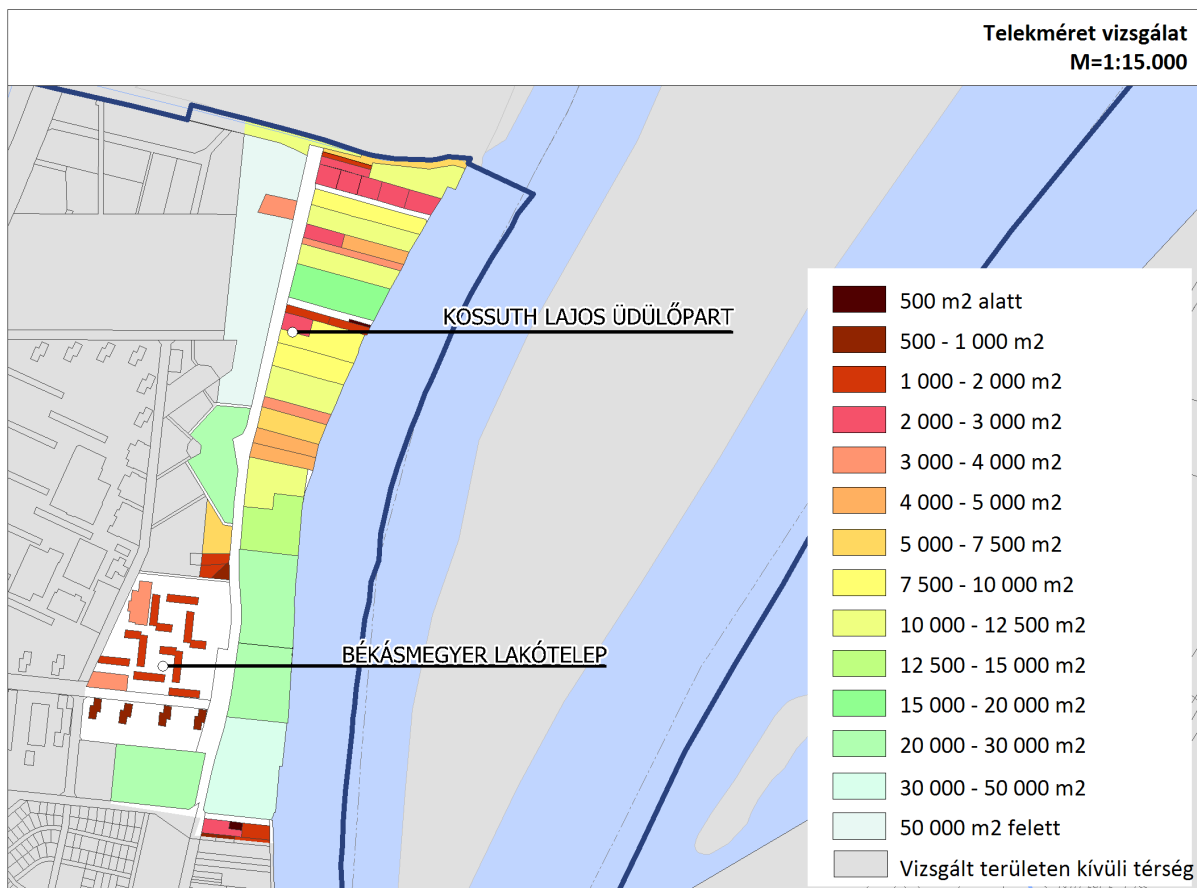 Telekméret vizsgálat
M=1:15.000
KOSSUTH LAJOS ÜDÜLŐPART
BÉKÁSMEGYER LAKÓTELEP
500 m2 alatt
500 - 1 000 m2
1 000 - 2 000 m2
2 000 - 3 000 m2
3 000 - 4 000 m2
4 000 - 5 000 m2
5 000 - 7 500 m2
7 500 - 10 000 m2
10 000 - 12 500 m2
12 500 - 15 000 m2
15 000 - 20 000 m2
20 000 - 30 000 m2
30 000 - 50 000 m2
50 000 m2 felett
Vizsgált területen kívüli térség